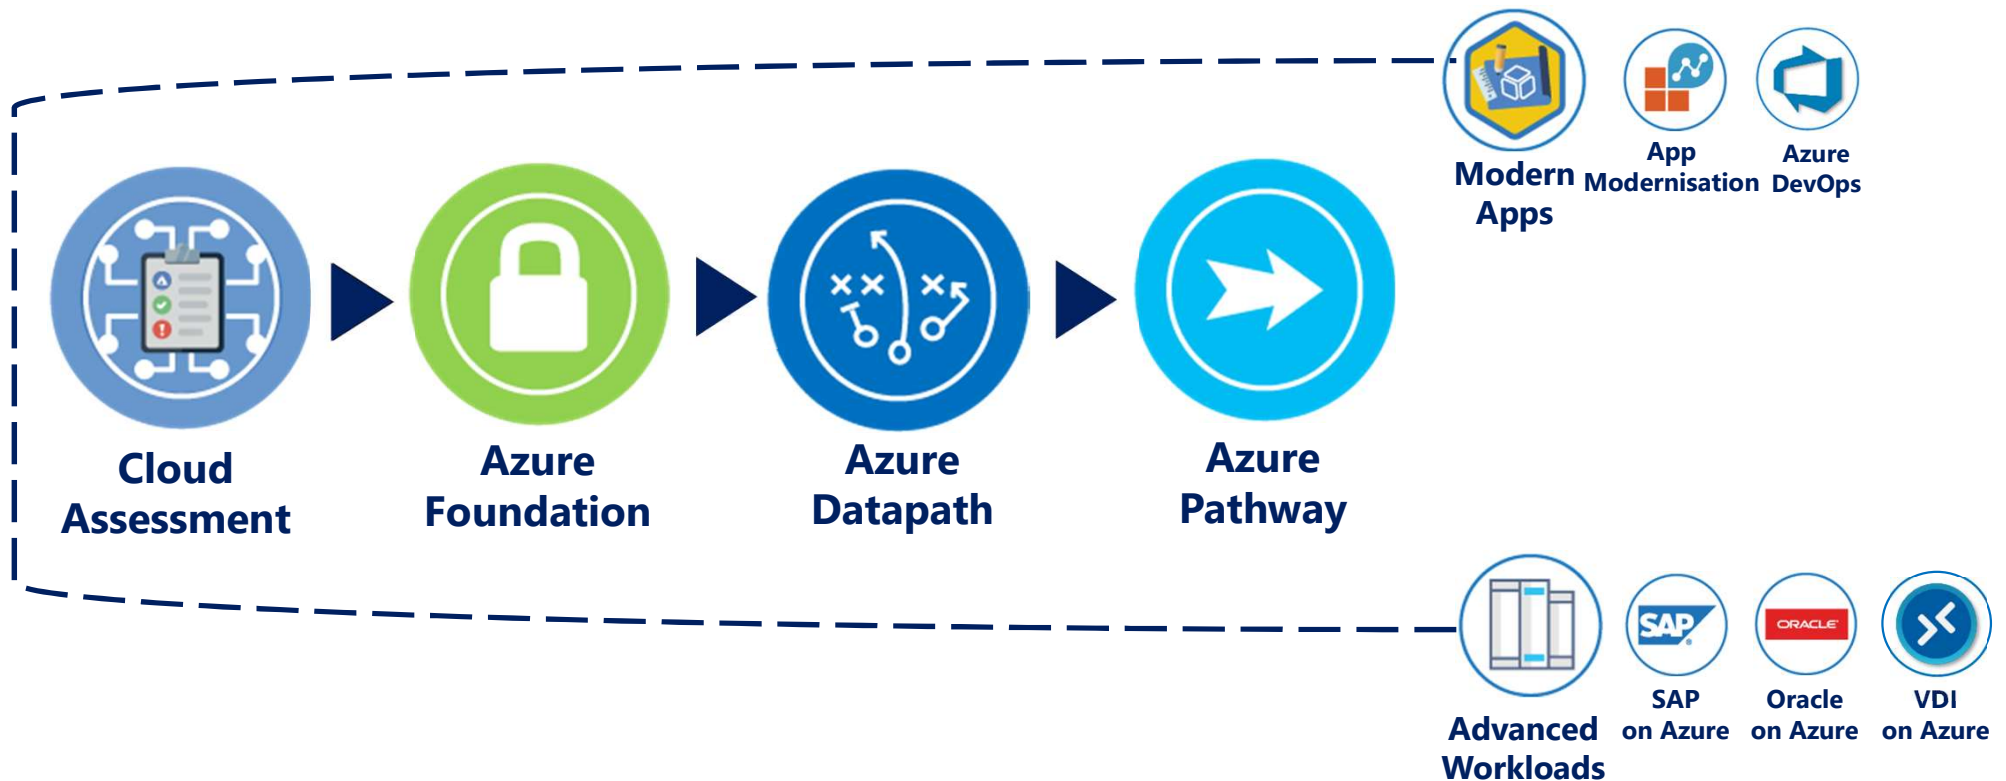 Modern
Apps
App
Modernisation
Azure
DevOps
Cloud
Assessment
Azure
Foundation
Azure
Datapath
Azure
Pathway
SAP
ORACLE
Advanced
Workloads
SAP
on Azure
Oracle
on Azure
VDI
on Azure